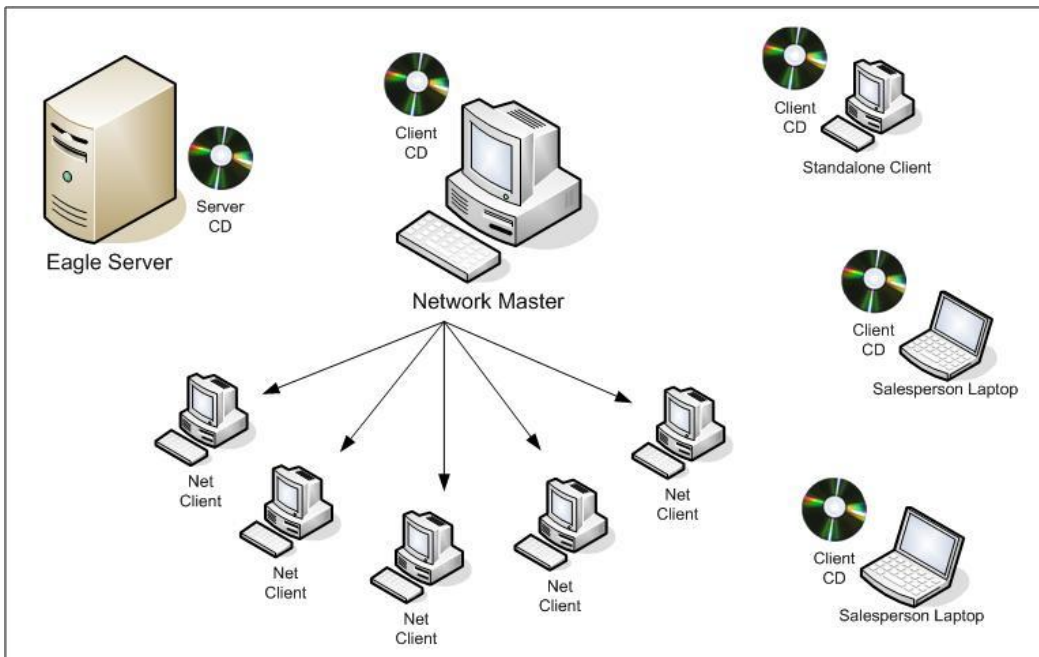 Server
CD
Eagle Server
Client
CD
Network Master
Client
CD
Standalone Client
Client
CD
Salesperson Laptop
Net
Client
Net
Client
Net
Client
Net
Client
Net
Client
Client
CD
Salesperson Laptop